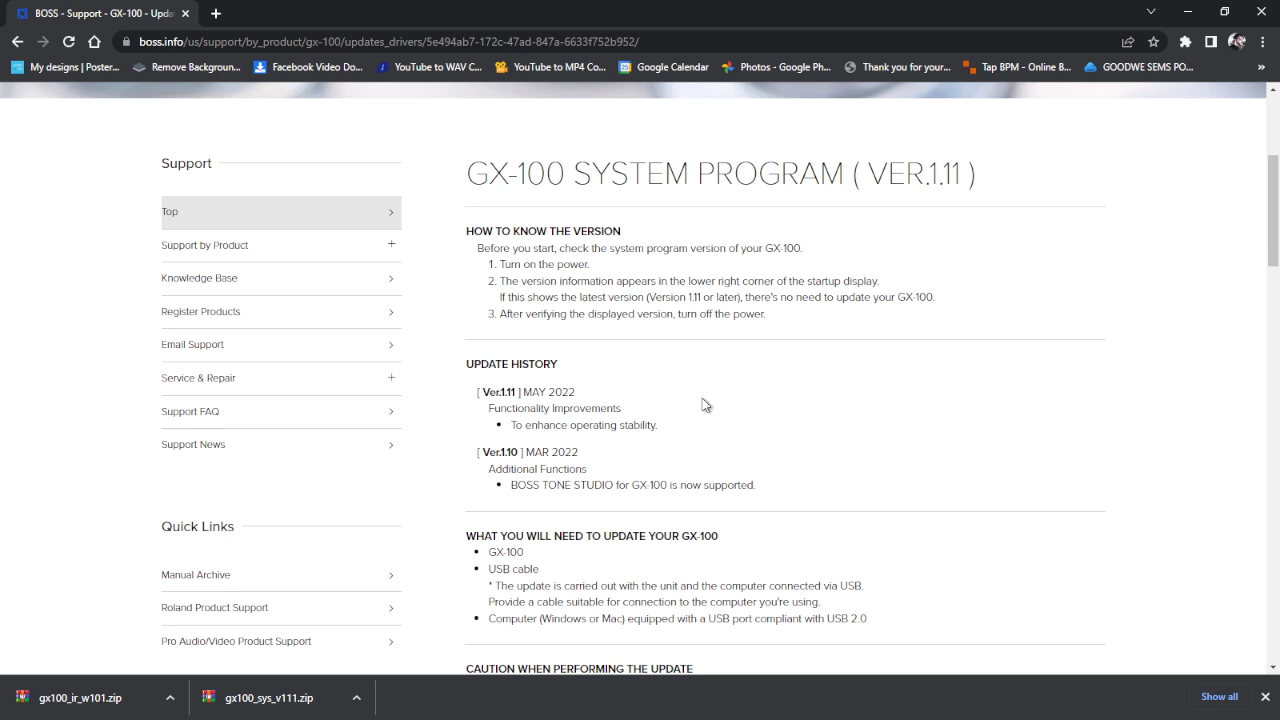 BOSS - Support - GX-100 - Upda
boss.info/us/support/by_product/gx-100/updates_drivers/5e494ab7-172c-47ad-847a-6633f752b952/
My designs | Poster... Remove Backgroun... Facebook Video Do... YouTube to WAV C... YouTube to MP4 Co... Google Calendar Photos - Google Ph... Thank you for your... Tap BPM - Online B... GOODWE SEMS PO... »
Support
Top
Support by Product
Knowledge Base
Register Products
Email Support
Service & Repair
Support FAQ
Support News
Quick Links
Manual Archive
Roland Product Support
Pro Audio/Video Product Support
GX-100 SYSTEM PROGRAM ( VER.1.11 )
HOW TO KNOW THE VERSION
Before you start, check the system program version of your GX-100.
1. Turn on the power.
2. The version information appears in the lower right corner of the startup display.
If this shows the latest version (Version 1.11 or later), there's no need to update your GX-100.
3. After verifying the displayed version, turn off the power.
UPDATE HISTORY
[ Ver.1.11 ] MAY 2022
Functionality Improvements
• To enhance operating stability.
[ Ver.1.10 ] MAR 2022
Additional Functions
• BOSS TONE STUDIO for GX-100 is now supported.
WHAT YOU WILL NEED TO UPDATE YOUR GX-100
• GX-100
• USB cable
* The update is carried out with the unit and the computer connected via USB.
Provide a cable suitable for connection to the computer you're using.
• Computer (Windows or Mac) equipped with a USB port compliant with USB 2.0
CAUTION WHEN PERFORMING THE UPDATE
gx100_ir_w101.zip gx100_sys_v111.zip Show all